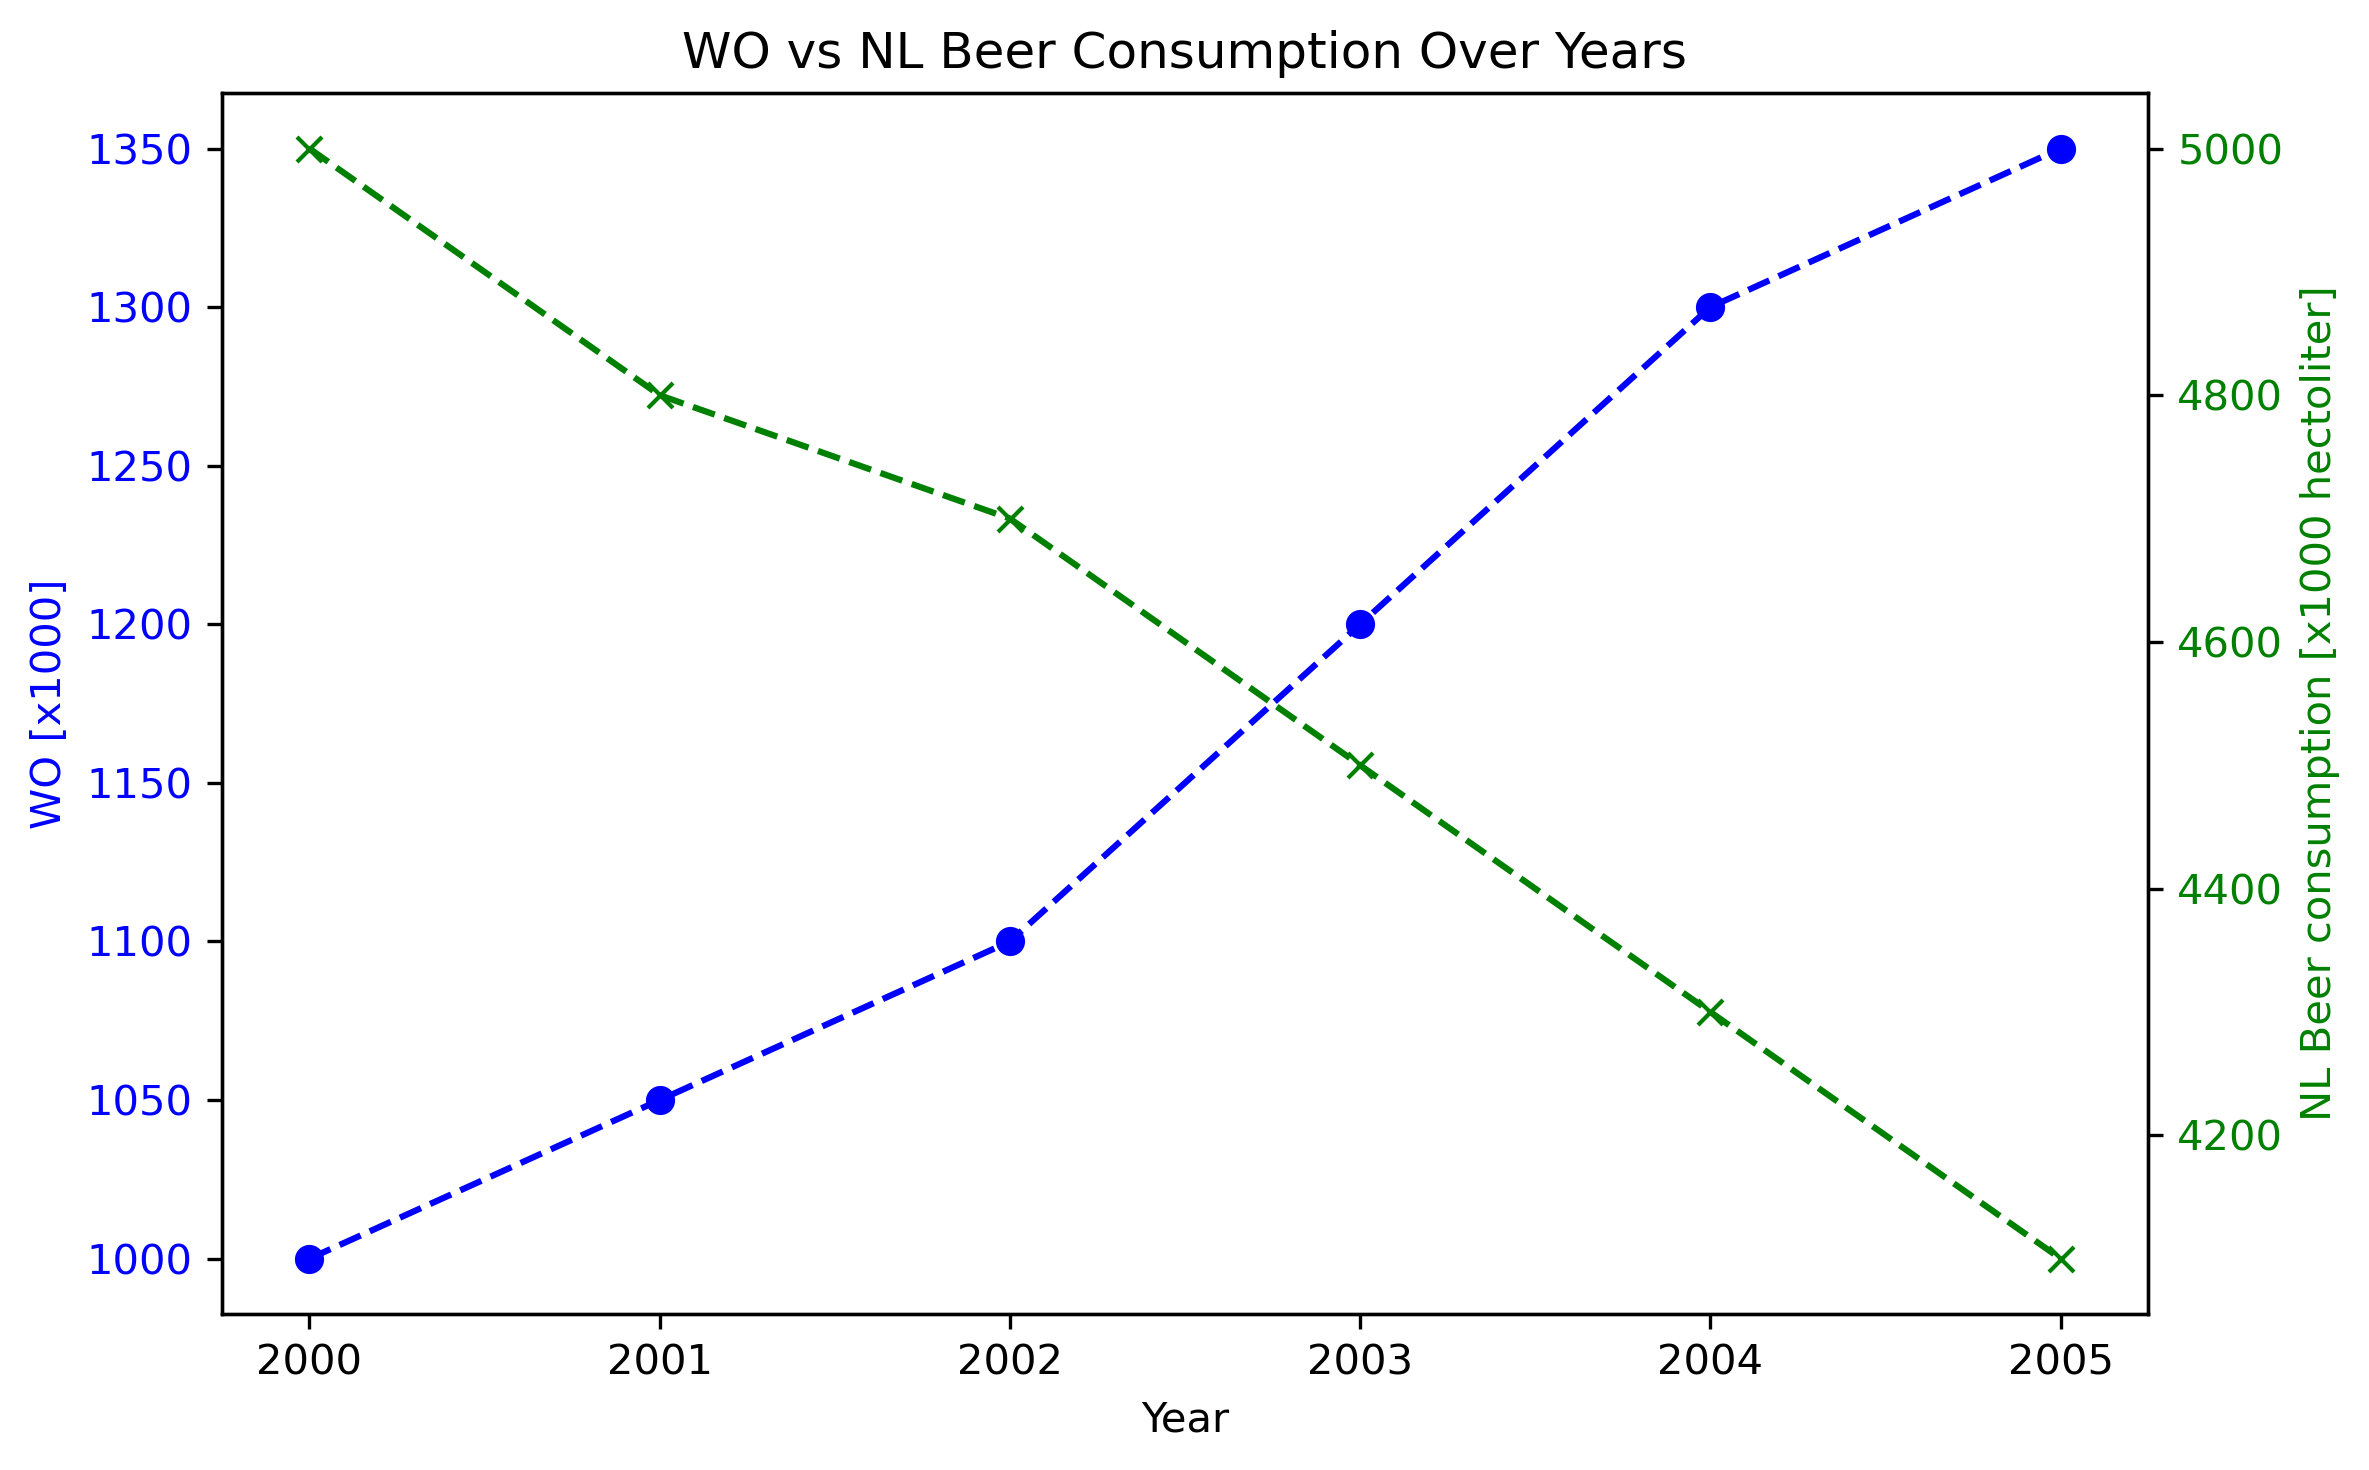 WO vs NL Beer Consumption Over Years
WO [x1000]
1350
1300
1250
1200
1150
1100
1050
1000
5000
4800
4600
4400
4200
NL Beer consumption [x1000 hectoliter]
2000 2001 2002 2003 2004 2005
Year